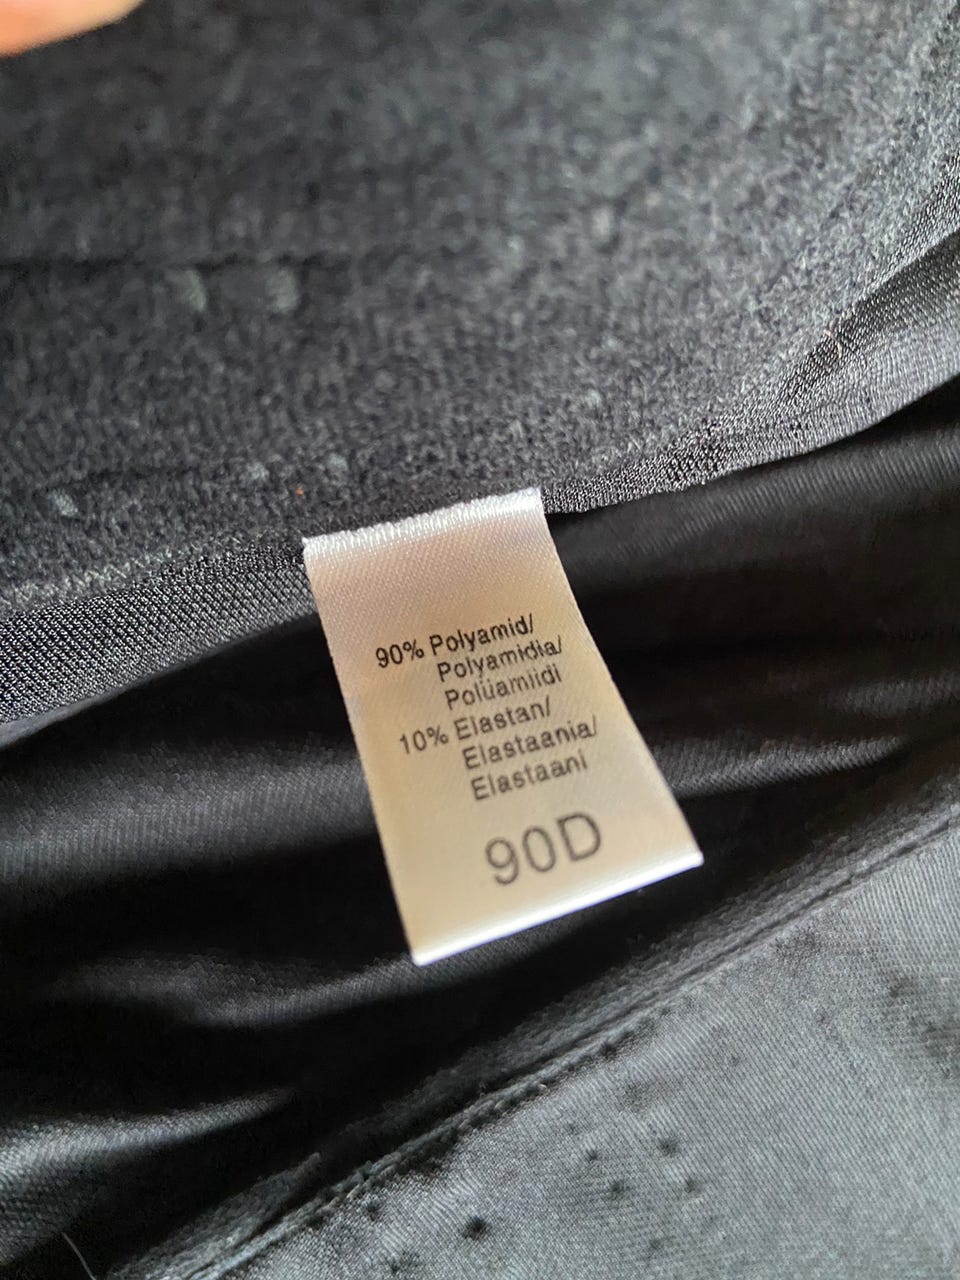 90% Polyamid/
Polyamidia/
Polüamiidi
10% Elastan/
Elastaania/
Elastaani
90D